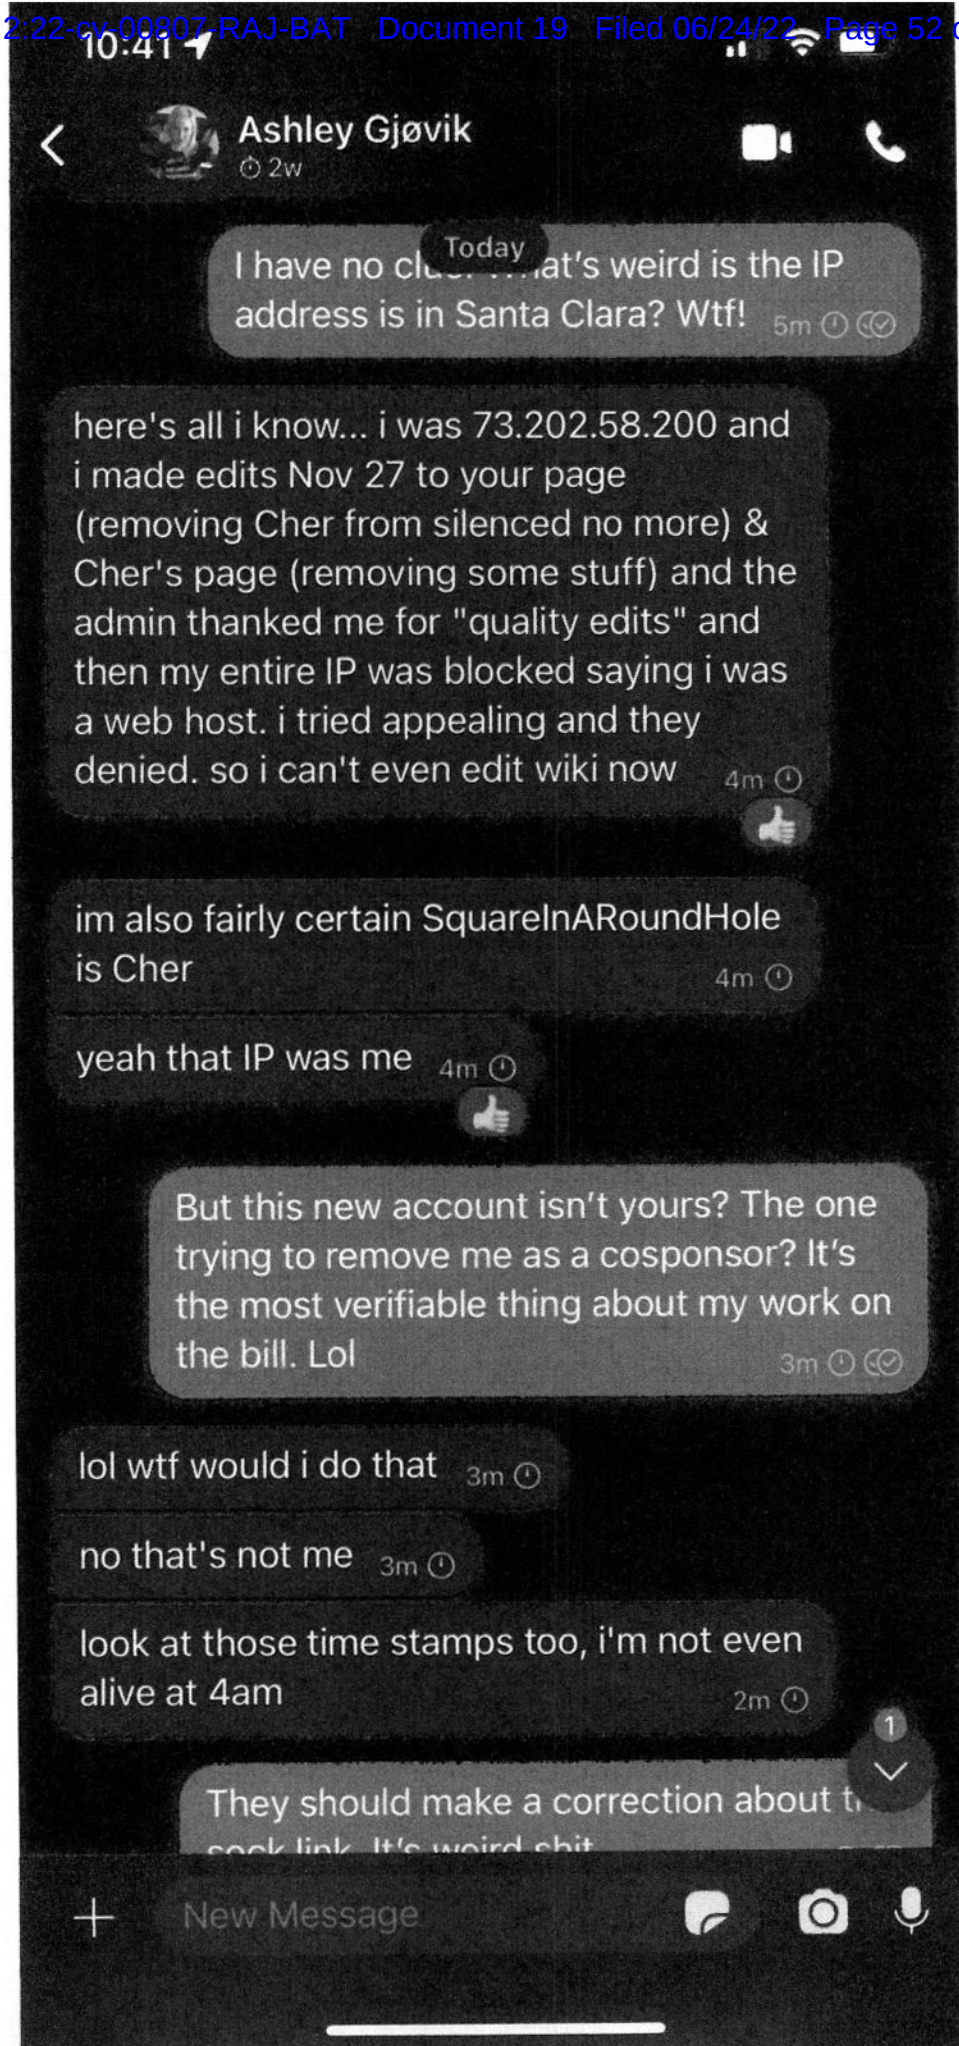 2:22-cv-00807-RAJ-BAT Document 19 Filed 06/24/22 Page 52
10:41
Ashley Gjøvik
2w
Today
I have no clue. What's weird is the IP
address is in Santa Clara? Wtf! 5m
here's all i know... i was 73.202.58.200 and
i made edits Nov 27 to your page
(removing Cher from silenced no more) &
Cher's page (removing some stuff) and the
admin thanked me for "quality edits" and
then my entire IP was blocked saying i was
a web host. i tried appealing and they
denied. so i can't even edit wiki now 4m
im also fairly certain SquareInARoundHole
is Cher 4m
yeah that IP was me 4m
But this new account isn't yours? The one
trying to remove me as a cosponsor? It's
the most verifiable thing about my work on
the bill. Lol 3m
lol wtf would i do that 3m
no that's not me 3m
look at those time stamps too, i'm not even
alive at 4am 2m
1
They should make a correction about
sock link. It's weird shit
New Message